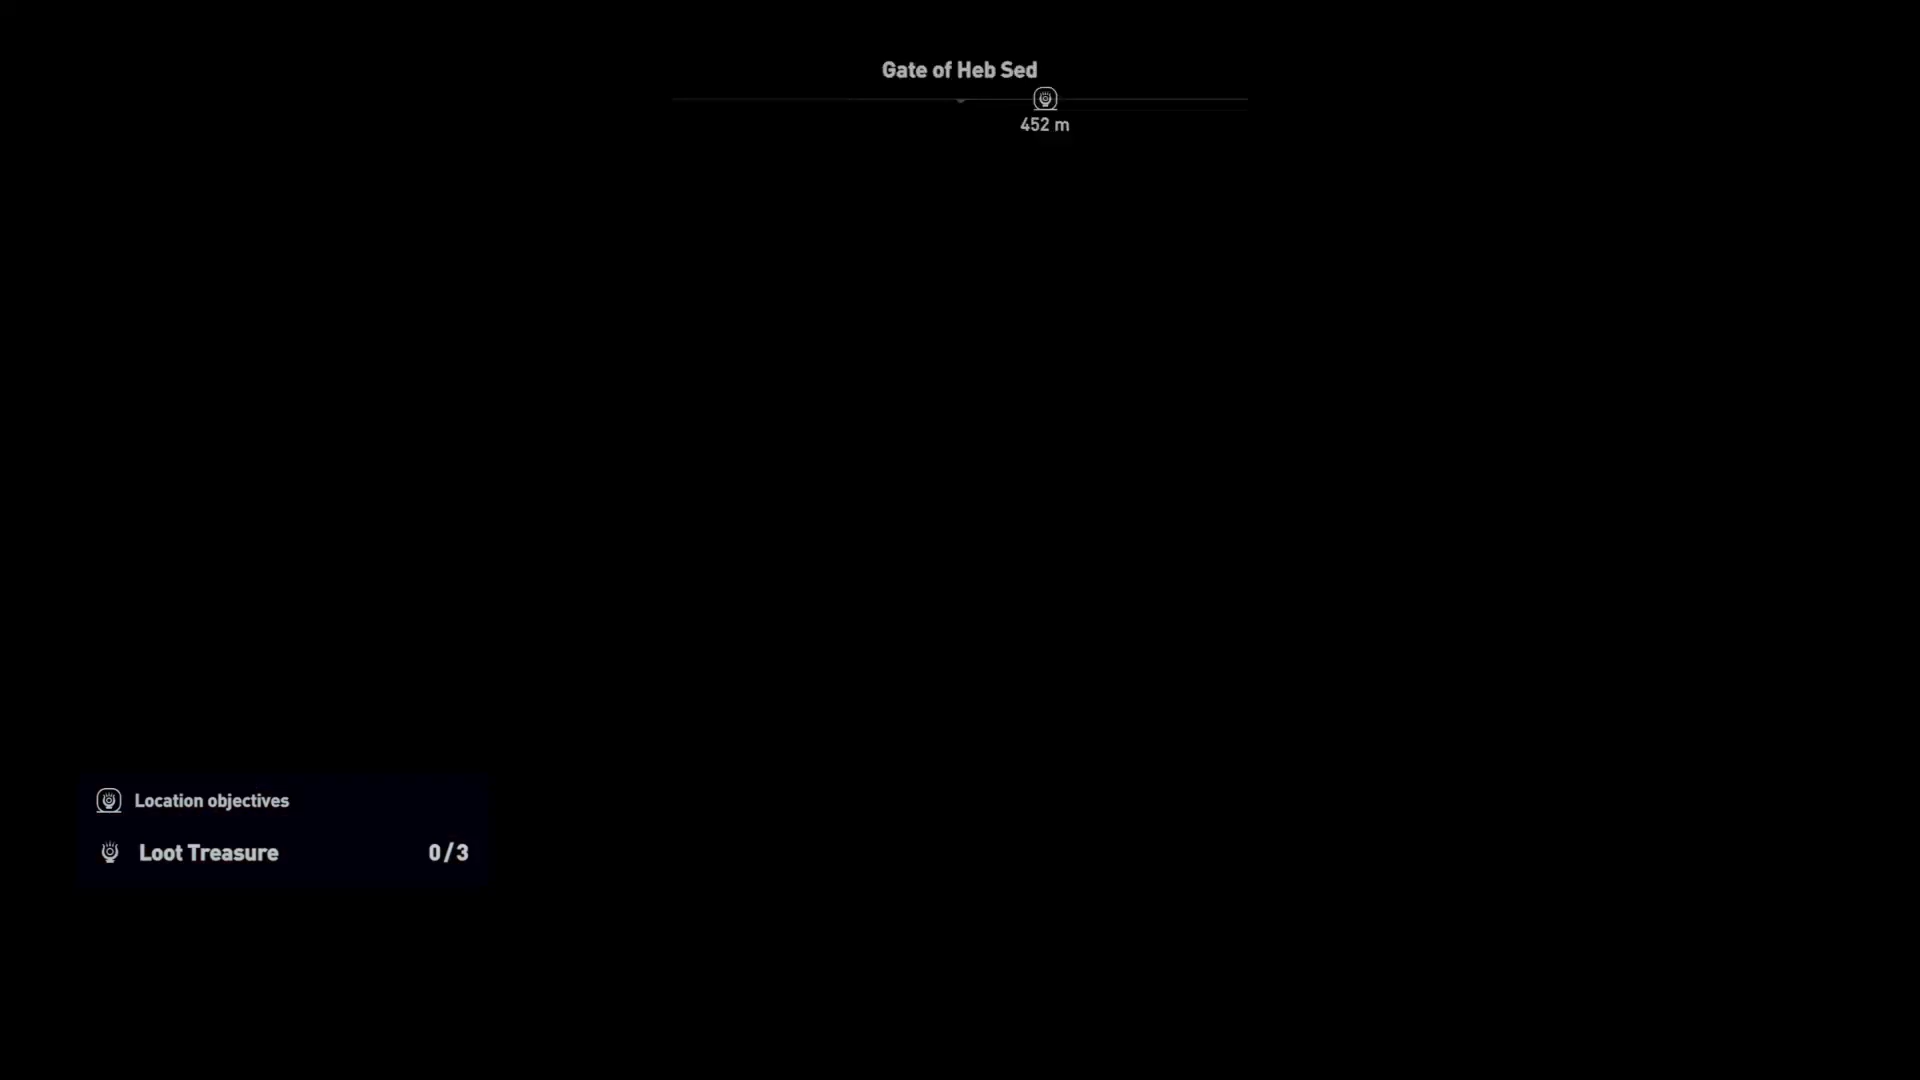 Gate of Heb Sed
452 m
Location objectives
Loot Treasure 0/3